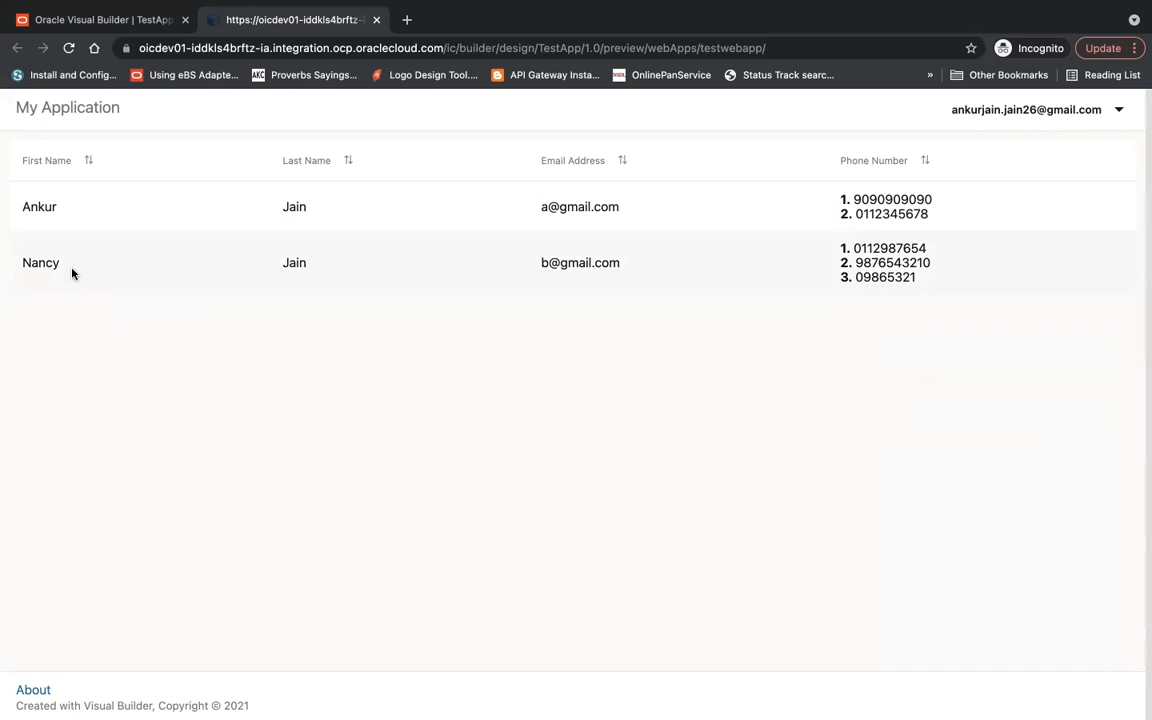 Oracle Visual Builder | TestApp
https://oicdev01-iddkls4brftz-i
oicdev01-iddkls4brftz-ia.integration.ocp.oraclecloud.com/ic/builder/design/TestApp/1.0/preview/webApps/testwebapp/
Incognito
Update
Install and Config...
Using eBS Adapte...
AKC
Proverbs Sayings...
Logo Design Tool....
API Gateway Insta...
OnlinePanService
Status Track searc...
»
Other Bookmarks
Reading List
My Application
ankurjain.jain26@gmail.com
First Name
Last Name
Email Address
Phone Number
Ankur
Jain
a@gmail.com
1. 9090909090
2. 0112345678
Nancy
Jain
b@gmail.com
1. 0112987654
2. 9876543210
3. 09865321
About
Created with Visual Builder, Copyright © 2021